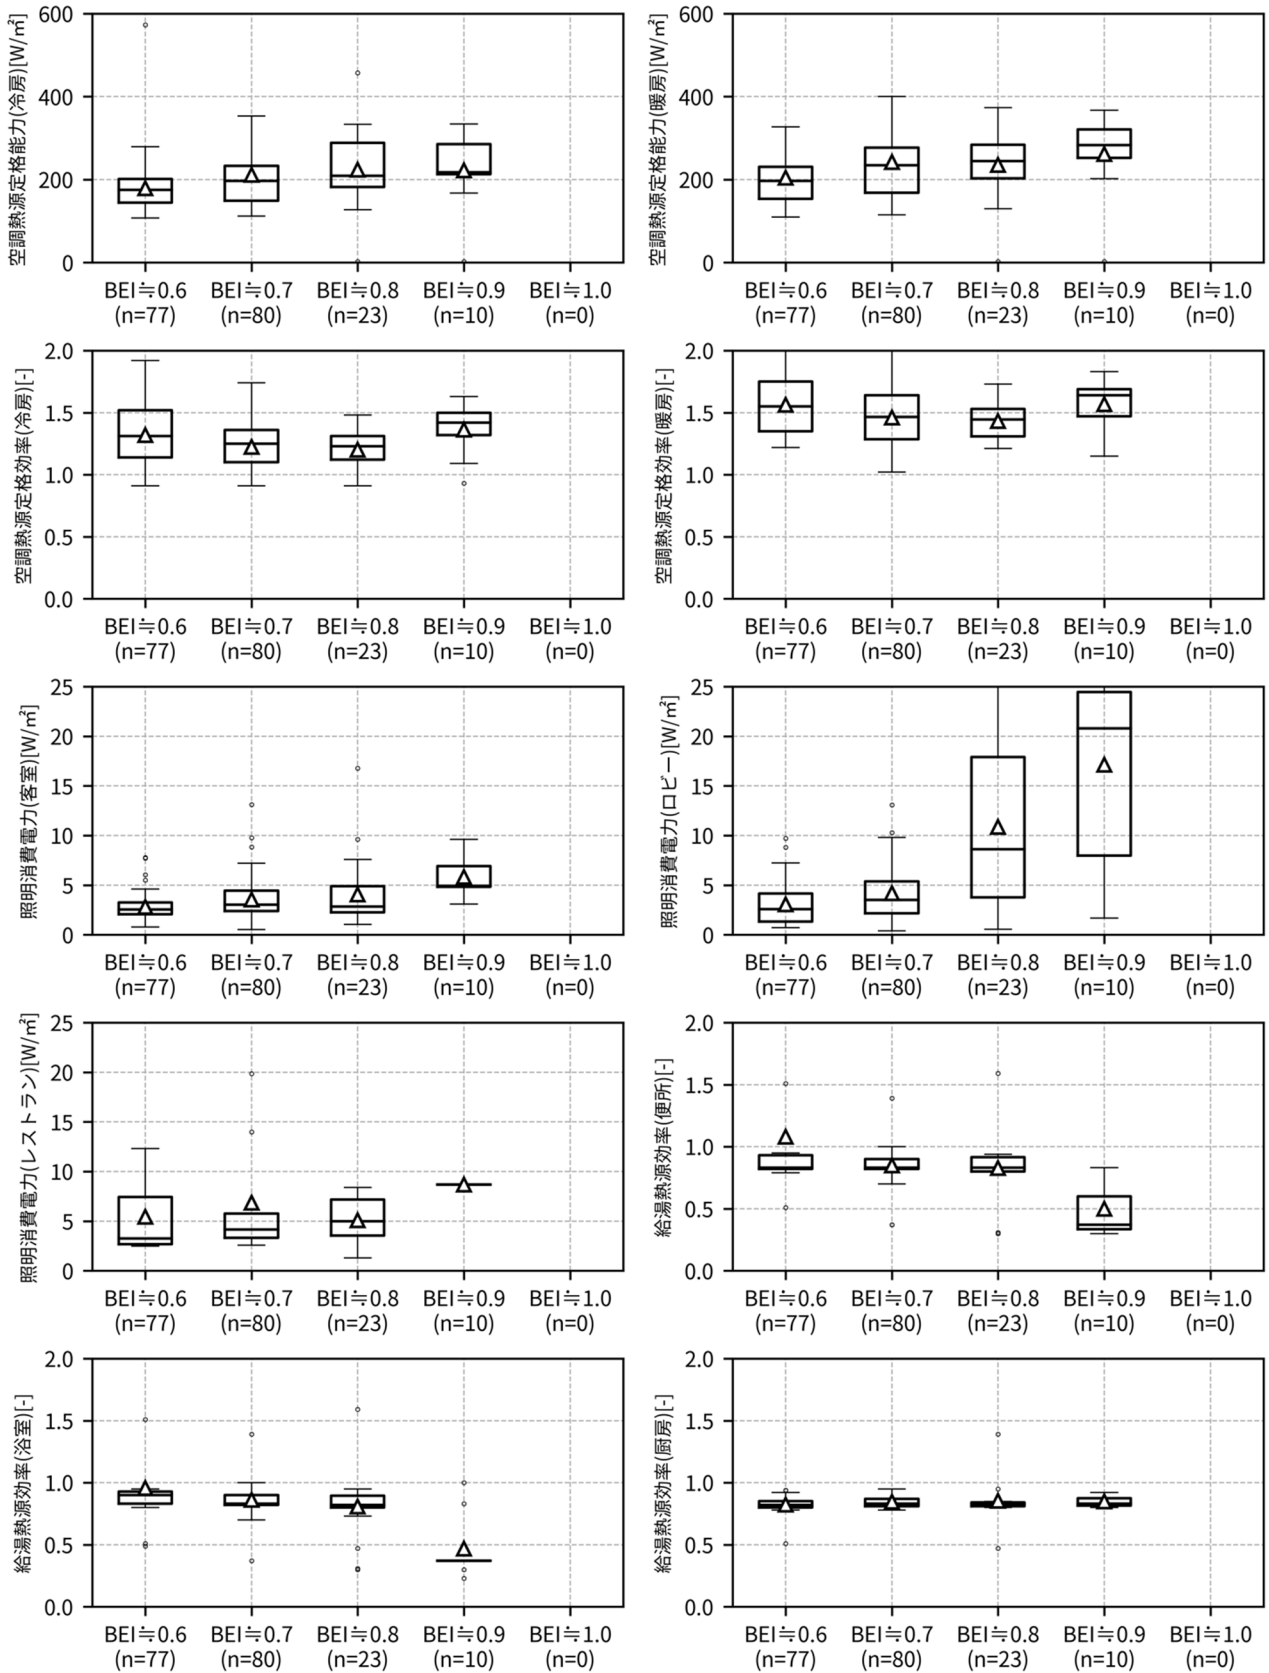 空調熱源定格能力(冷房)[W/㎡]
600
400
200
0
BEI≒0.6 BEI≒0.7 BEI≒0.8 BEI≒0.9 BEI≒1.0
(n=77) (n=80) (n=23) (n=10) (n=0)
空調熱源定格能力(暖房)[W/㎡]
600
400
200
0
BEI≒0.6 BEI≒0.7 BEI≒0.8 BEI≒0.9 BEI≒1.0
(n=77) (n=80) (n=23) (n=10) (n=0)
空調熱源定格効率(冷房)[-]
2.0
1.5
1.0
0.5
0.0
BEI≒0.6 BEI≒0.7 BEI≒0.8 BEI≒0.9 BEI≒1.0
(n=77) (n=80) (n=23) (n=10) (n=0)
空調熱源定格効率(暖房)[-]
2.0
1.5
1.0
0.5
0.0
BEI≒0.6 BEI≒0.7 BEI≒0.8 BEI≒0.9 BEI≒1.0
(n=77) (n=80) (n=23) (n=10) (n=0)
照明消費電力(客室)[W/㎡]
25
20
15
10
5
0
BEI≒0.6 BEI≒0.7 BEI≒0.8 BEI≒0.9 BEI≒1.0
(n=77) (n=80) (n=23) (n=10) (n=0)
照明消費電力(ロビー)[W/㎡]
25
20
15
10
5
0
BEI≒0.6 BEI≒0.7 BEI≒0.8 BEI≒0.9 BEI≒1.0
(n=77) (n=80) (n=23) (n=10) (n=0)
照明消費電力(レストラン)[W/㎡]
25
20
15
10
5
0
BEI≒0.6 BEI≒0.7 BEI≒0.8 BEI≒0.9 BEI≒1.0
(n=77) (n=80) (n=23) (n=10) (n=0)
給湯熱源効率(便所)[-]
2.0
1.5
1.0
0.5
0.0
BEI≒0.6 BEI≒0.7 BEI≒0.8 BEI≒0.9 BEI≒1.0
(n=77) (n=80) (n=23) (n=10) (n=0)
給湯熱源効率(浴室)[-]
2.0
1.5
1.0
0.5
0.0
BEI≒0.6 BEI≒0.7 BEI≒0.8 BEI≒0.9 BEI≒1.0
(n=77) (n=80) (n=23) (n=10) (n=0)
給湯熱源効率(厨房)[-]
2.0
1.5
1.0
0.5
0.0
BEI≒0.6 BEI≒0.7 BEI≒0.8 BEI≒0.9 BEI≒1.0
(n=77) (n=80) (n=23) (n=10) (n=0)